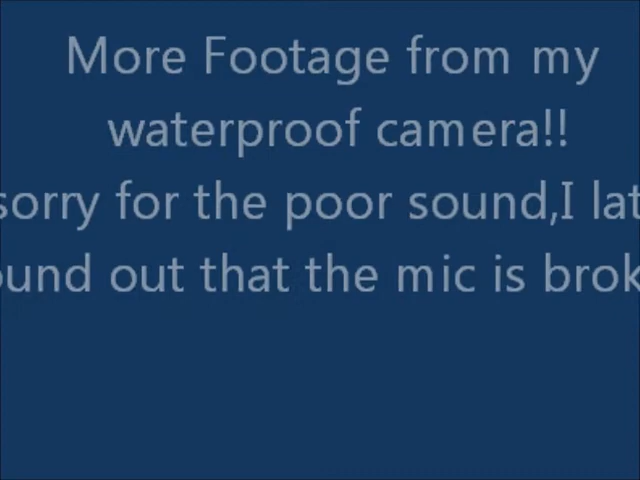 More Footage from my
waterproof camera!!
sorry for the poor sound,I lat
ound out that the mic is brok